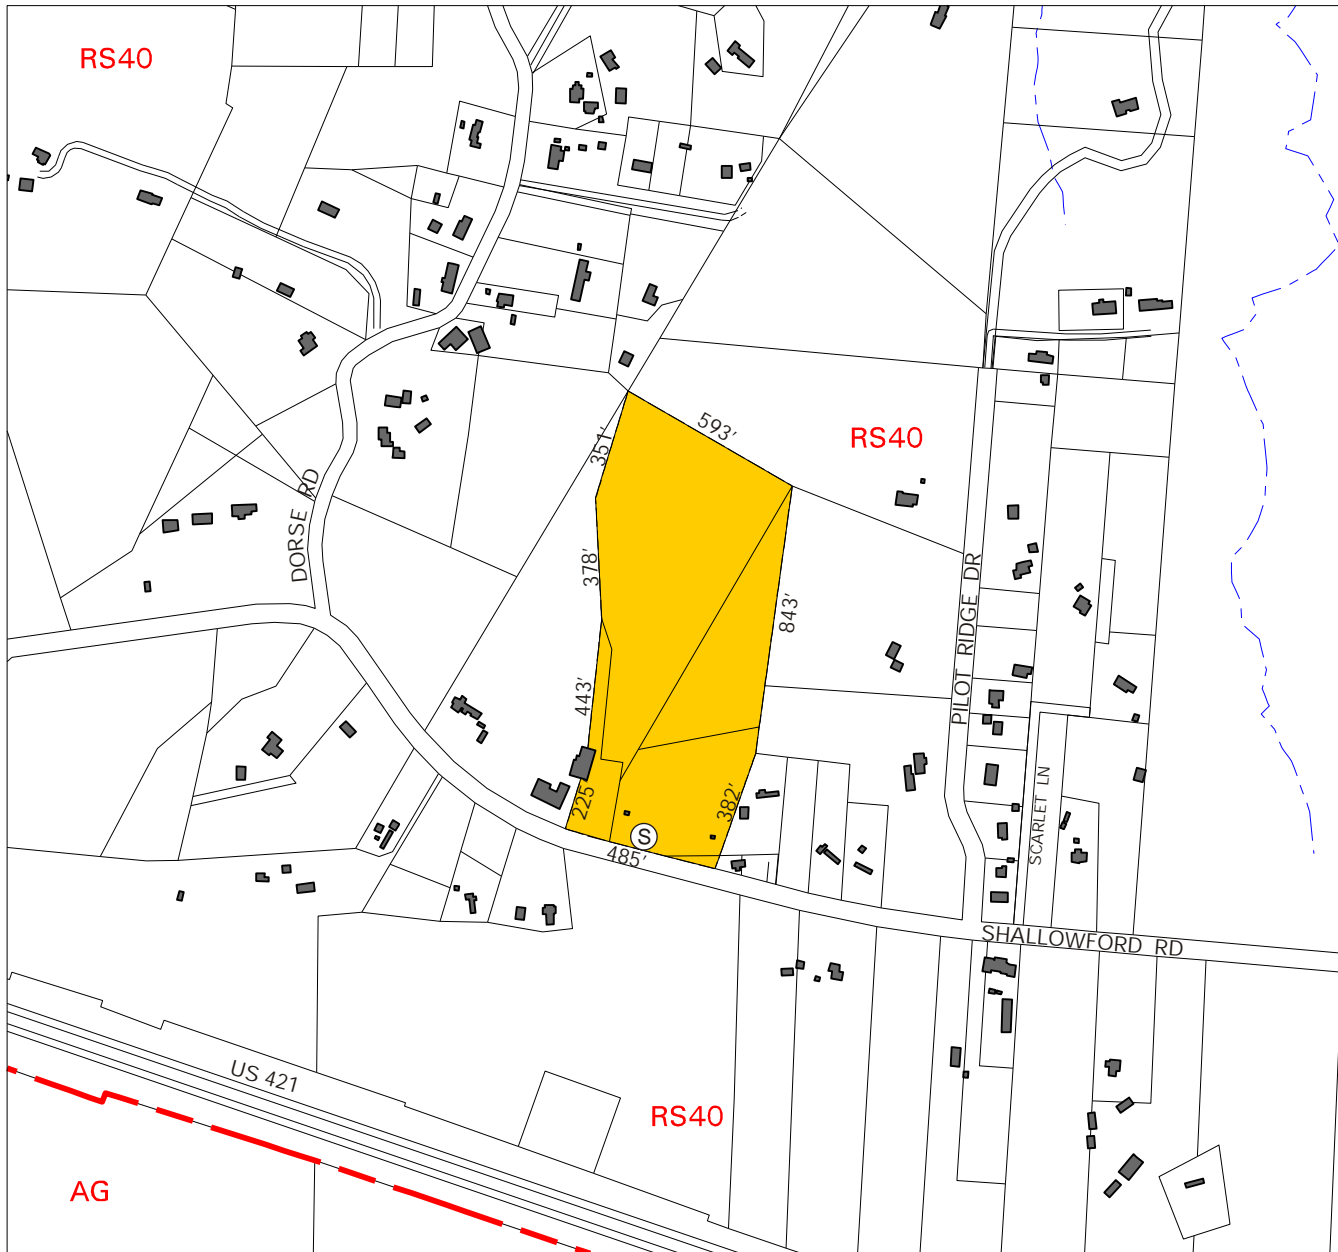 RS40
593'
351'
RS40
DORSE RD
378'
843'
PILOT RIDGE DR
443'
225'
382'
SCARLET LN
S
485'
SHALLOWFORD RD
US 421
RS40
AG